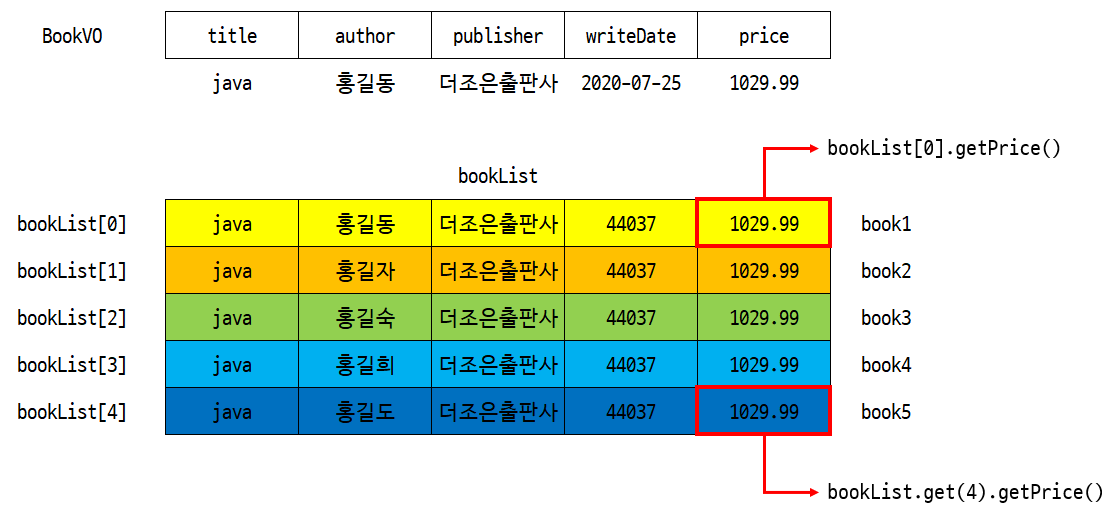 BookVO title author publisher writeDate price
java 홍길동 더조은출판사 2020-07-25 1029.99
bookList[0].getPrice()
bookList
bookList[0] java 홍길동 더조은출판사 44037 1029.99 book1
bookList[1] java 홍길자 더조은출판사 44037 1029.99 book2
bookList[2] java 홍길숙 더조은출판사 44037 1029.99 book3
bookList[3] java 홍길희 더조은출판사 44037 1029.99 book4
bookList[4] java 홍길도 더조은출판사 44037 1029.99 book5
bookList.get(4).getPrice()